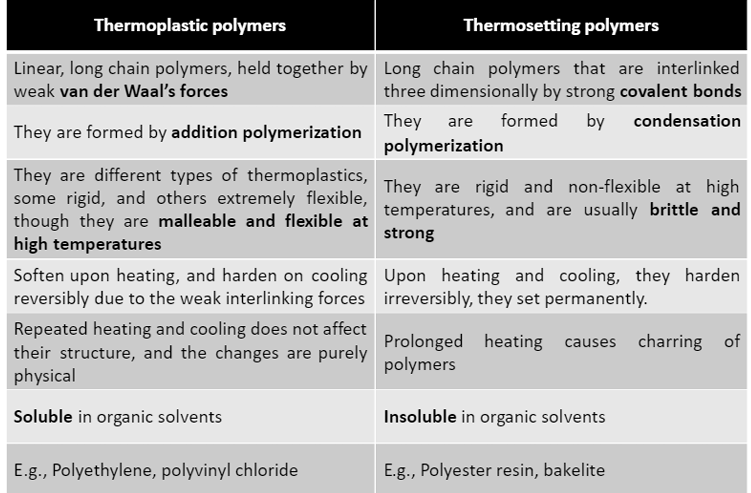 Thermoplastic polymers
Thermosetting polymers
Linear, long chain polymers, held together by
weak van der Waal's forces
Long chain polymers that are interlinked
three dimensionally by strong covalent bonds
They are formed by addition polymerization
They are formed by condensation
polymerization
They are different types of thermoplastics,
some rigid, and others extremely flexible,
though they are malleable and flexible at
high temperatures
They are rigid and non-flexible at high
temperatures, and are usually brittle and
strong
Soften upon heating, and harden on cooling
reversibly due to the weak interlinking forces
Upon heating and cooling, they harden
irreversibly, they set permanently.
Repeated heating and cooling does not affect
their structure, and the changes are purely
physical
Prolonged heating causes charring of
polymers
Soluble in organic solvents
Insoluble in organic solvents
E.g., Polyethylene, polyvinyl chloride
E.g., Polyester resin, bakelite